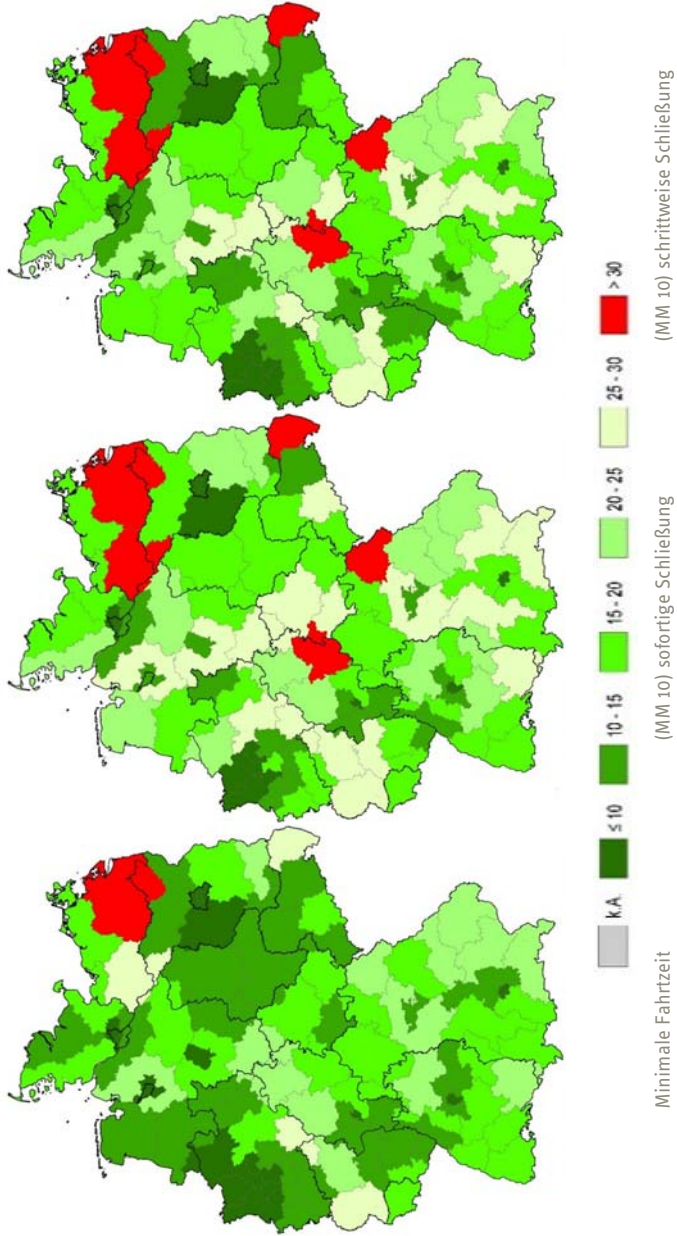 k.A.
≤ 10
10 - 15
15 - 20
20 - 25
25 - 30
> 30
Minimale Fahrtzeit
(MM 10) sofortige Schließung
(MM 10) schrittweise Schließung